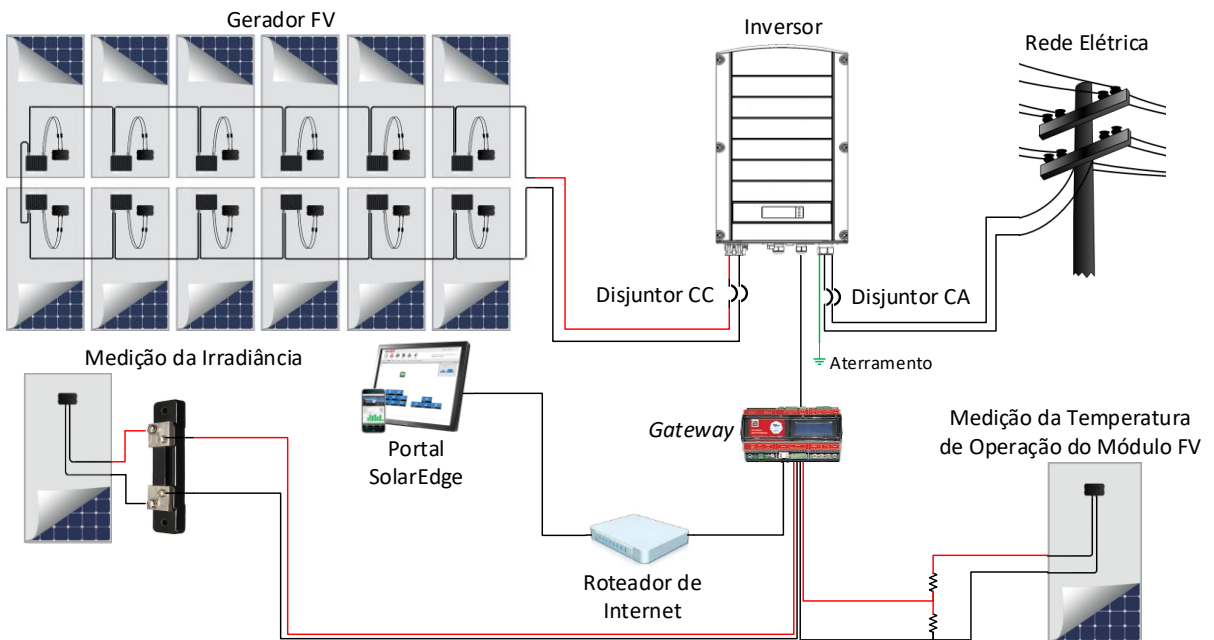 Gerador FV
Inversor
Rede Elétrica
Disjuntor CC
Disjuntor CA
Aterramento
Medição da Irradiância
Portal
SolarEdge
Gateway
Medição da Temperatura
de Operação do Módulo FV
Roteador de
Internet